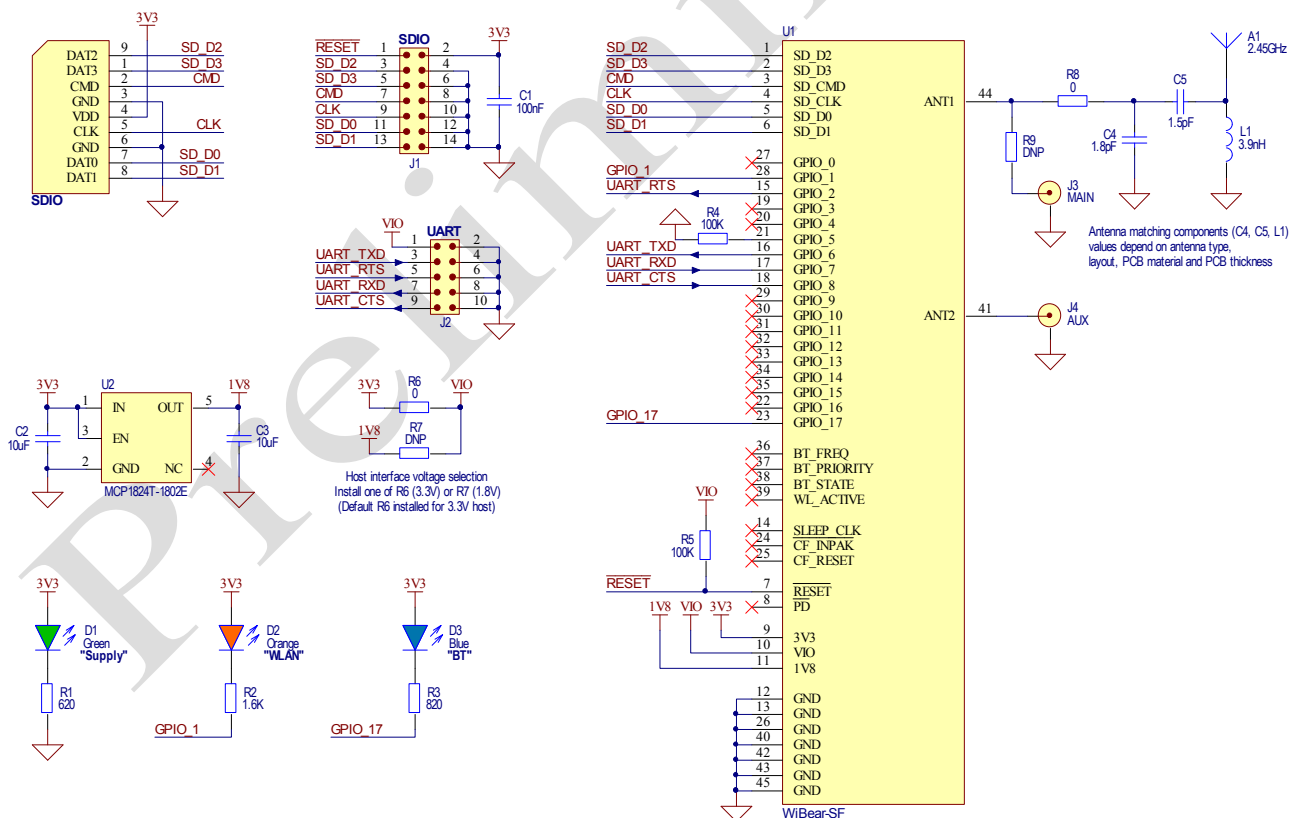 3V3
DAT2 9 SD_D2
DAT3 1 SD_D3
CMD 2 CMD
GND 3
VDD 4
CLK 5 CLK
GND 6
DAT0 7 SD_D0
DAT1 8 SD_D1
SDIO
SDIO
3V3
RESET 1 2
SD_D2 3 4
SD_D3 5 6
CMD 7 8
CLK 9 10
SD_D0 11 12
SD_D1 13 14
J1
C1
100nF
VIO
UART
1 2
UART_TXD 3 4
UART_RTS 5 6
UART_RXD 7 8
UART_CTS 9 10
J2
3V3
U2
1V8
1 IN OUT 5
3 EN
2 GND NC 4
C2
10uF
C3
10uF
MCP1824T-1802E
3V3
R6
0
VIO
1V8
R7
DNP
Host interface voltage selection
Install one of R6 (3.3V) or R7 (1.8V)
(Default R6 installed for 3.3V host)
3V3
D1
Green
"Supply"
R1
620
3V3
D2
Orange
"WLAN"
R2
1.6K
GPIO_1
3V3
D3
Blue
"BT"
R3
820
GPIO_17
U1
SD_D2 1 SD_D2
SD_D3 2 SD_D3
CMD 3 SD_CMD
CLK 4 SD_CLK
SD_D0 5 SD_D0
SD_D1 6 SD_D1
27 GPIO_0
GPIO_1 28 GPIO_1
UART_RTS 15 GPIO_2
19 GPIO_3
20 GPIO_4
R4
100K
21 GPIO_5
UART_TXD 16 GPIO_6
UART_RXD 17 GPIO_7
UART_CTS 18 GPIO_8
29 GPIO_9
30 GPIO_10
31 GPIO_11
32 GPIO_12
33 GPIO_13
34 GPIO_14
35 GPIO_15
22 GPIO_16
GPIO_17 23 GPIO_17
36 BT_FREQ
37 BT_PRIORITY
38 BT_STATE
39 WL_ACTIVE
14 SLEEP_CLK
24 CF_INPAK
25 CF_RESET
VIO
R5
100K
RESET 7 RESET
8 PD
1V8 VIO 3V3
9 3V3
10 VIO
11 1V8
12 GND
13 GND
26 GND
40 GND
42 GND
43 GND
45 GND
WiBear-SF
ANT1 44
ANT2 41
R8
0
R9
DNP
J3
MAIN
C4
1.8pF
C5
1.5pF
A1
2.45GHz
L1
3.9nH
Antenna matching components (C4, C5, L1)
values depend on antenna type,
layout, PCB material and PCB thickness
J4
AUX